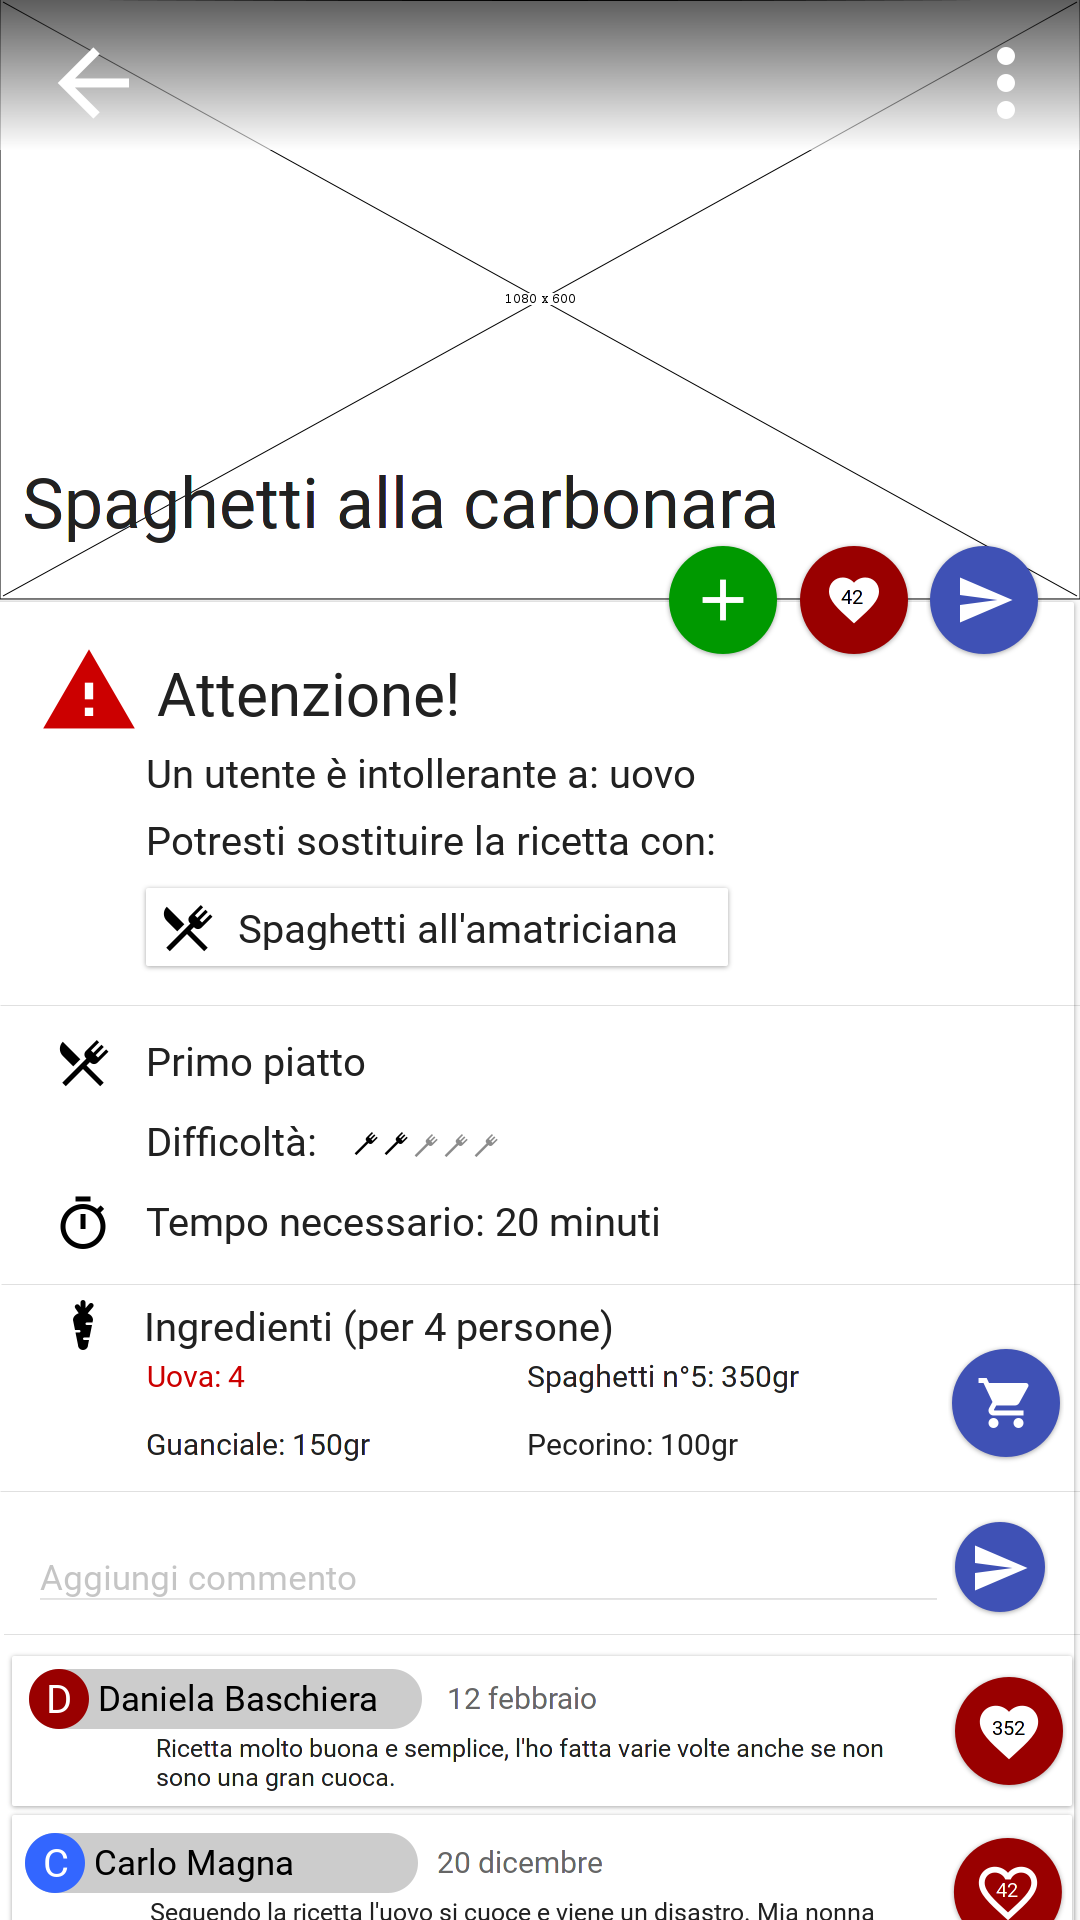 1080 x 600
Spaghetti alla carbonara
42
Attenzione!
Un utente è intollerante a: uovo
Potresti sostituire la ricetta con:
Spaghetti all'amatriciana
Primo piatto
Difficoltà:
Tempo necessario: 20 minuti
Ingredienti (per 4 persone)
Uova: 4 Spaghetti n°5: 350gr
Guanciale: 150gr Pecorino: 100gr
Aggiungi commento
D Daniela Baschiera 12 febbraio
352
Ricetta molto buona e semplice, l'ho fatta varie volte anche se non
sono una gran cuoca.
C Carlo Magna 20 dicembre
42
Seguendo la ricetta l'uovo si cuoce e viene un disastro. Mia nonna